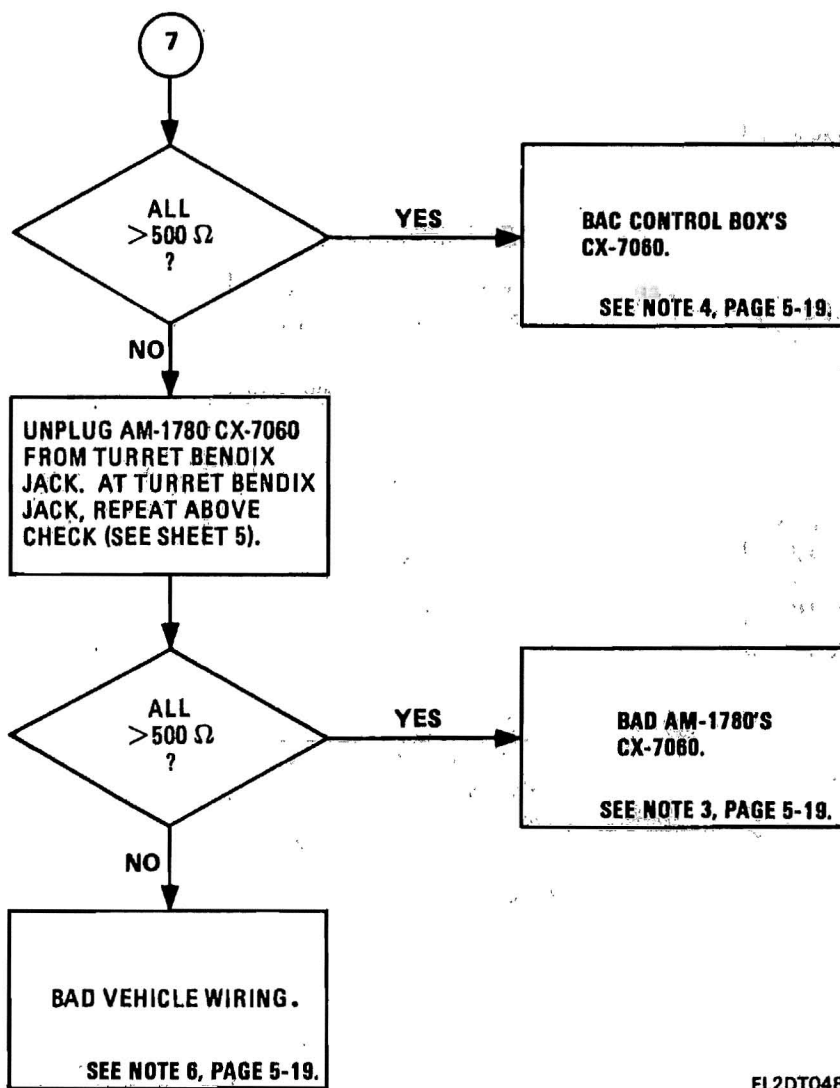 7
ALL
>500 Ω
?
YES
BAC CONTROL BOX'S
CX-7060.
SEE NOTE 4, PAGE 5-19.
NO
UNPLUG AM-1780 CX-7060
FROM TURRET BENDIX
JACK. AT TURRET BENDIX
JACK, REPEAT ABOVE
CHECK (SEE SHEET 5).
ALL
>500 Ω
?
YES
BAD AM-1780'S
CX-7060.
SEE NOTE 3, PAGE 5-19.
NO
BAD VEHICLE WIRING.
SEE NOTE 6, PAGE 5-19.
EL2DT048